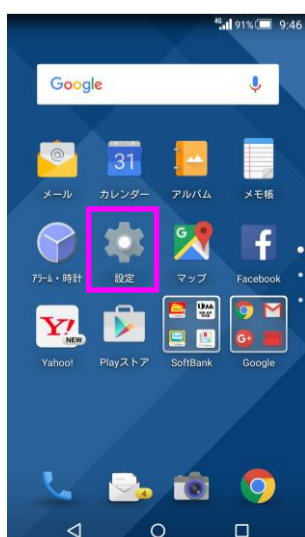 4G 91% 9:46
Google
@ 31
メール カレンダー アルバム メモ帳
G f
アラーム・時計 設定 マップ Facebook
Y! NEW G+
Yahoo! Playストア SoftBank Google
4